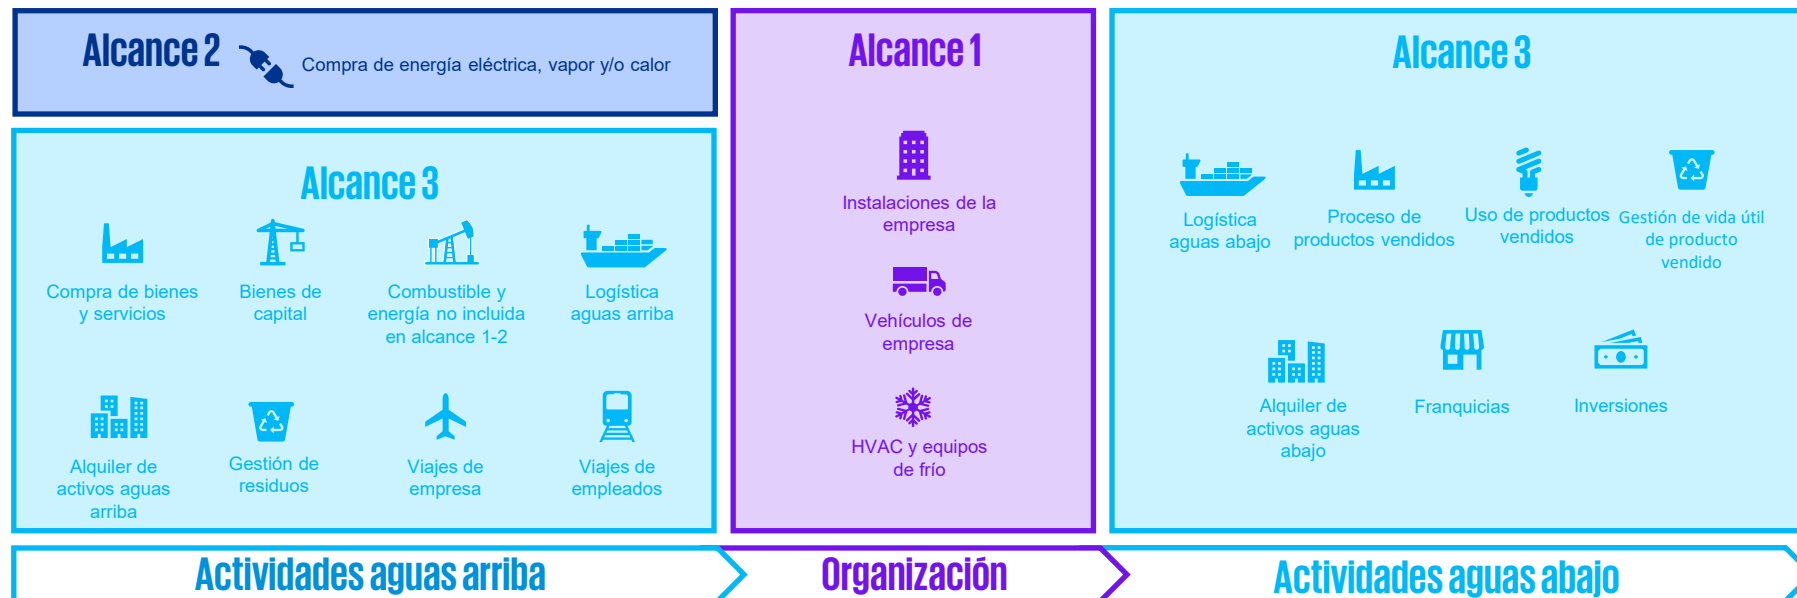 Alcance 2
Compra de energía eléctrica, vapor y/o calor
Alcance 3
Compra de bienes
y servicios
Bienes de
capital
Combustible y
energía no incluida
en alcance 1-2
Logística
aguas arriba
Alquiler de
activos aguas
arriba
Gestión de
residuos
Viajes de
empresa
Viajes de
empleados
Alcance 1
Instalaciones de la
empresa
Vehículos de
empresa
HVAC y equipos
de frío
Alcance 3
Logística
aguas abajo
Proceso de
productos vendidos
Uso de productos
vendidos
Gestión de vida útil
de producto
vendido
Alquiler de
activos aguas
abajo
Franquicias
Inversiones
Actividades aguas arriba
Organización
Actividades aguas abajo